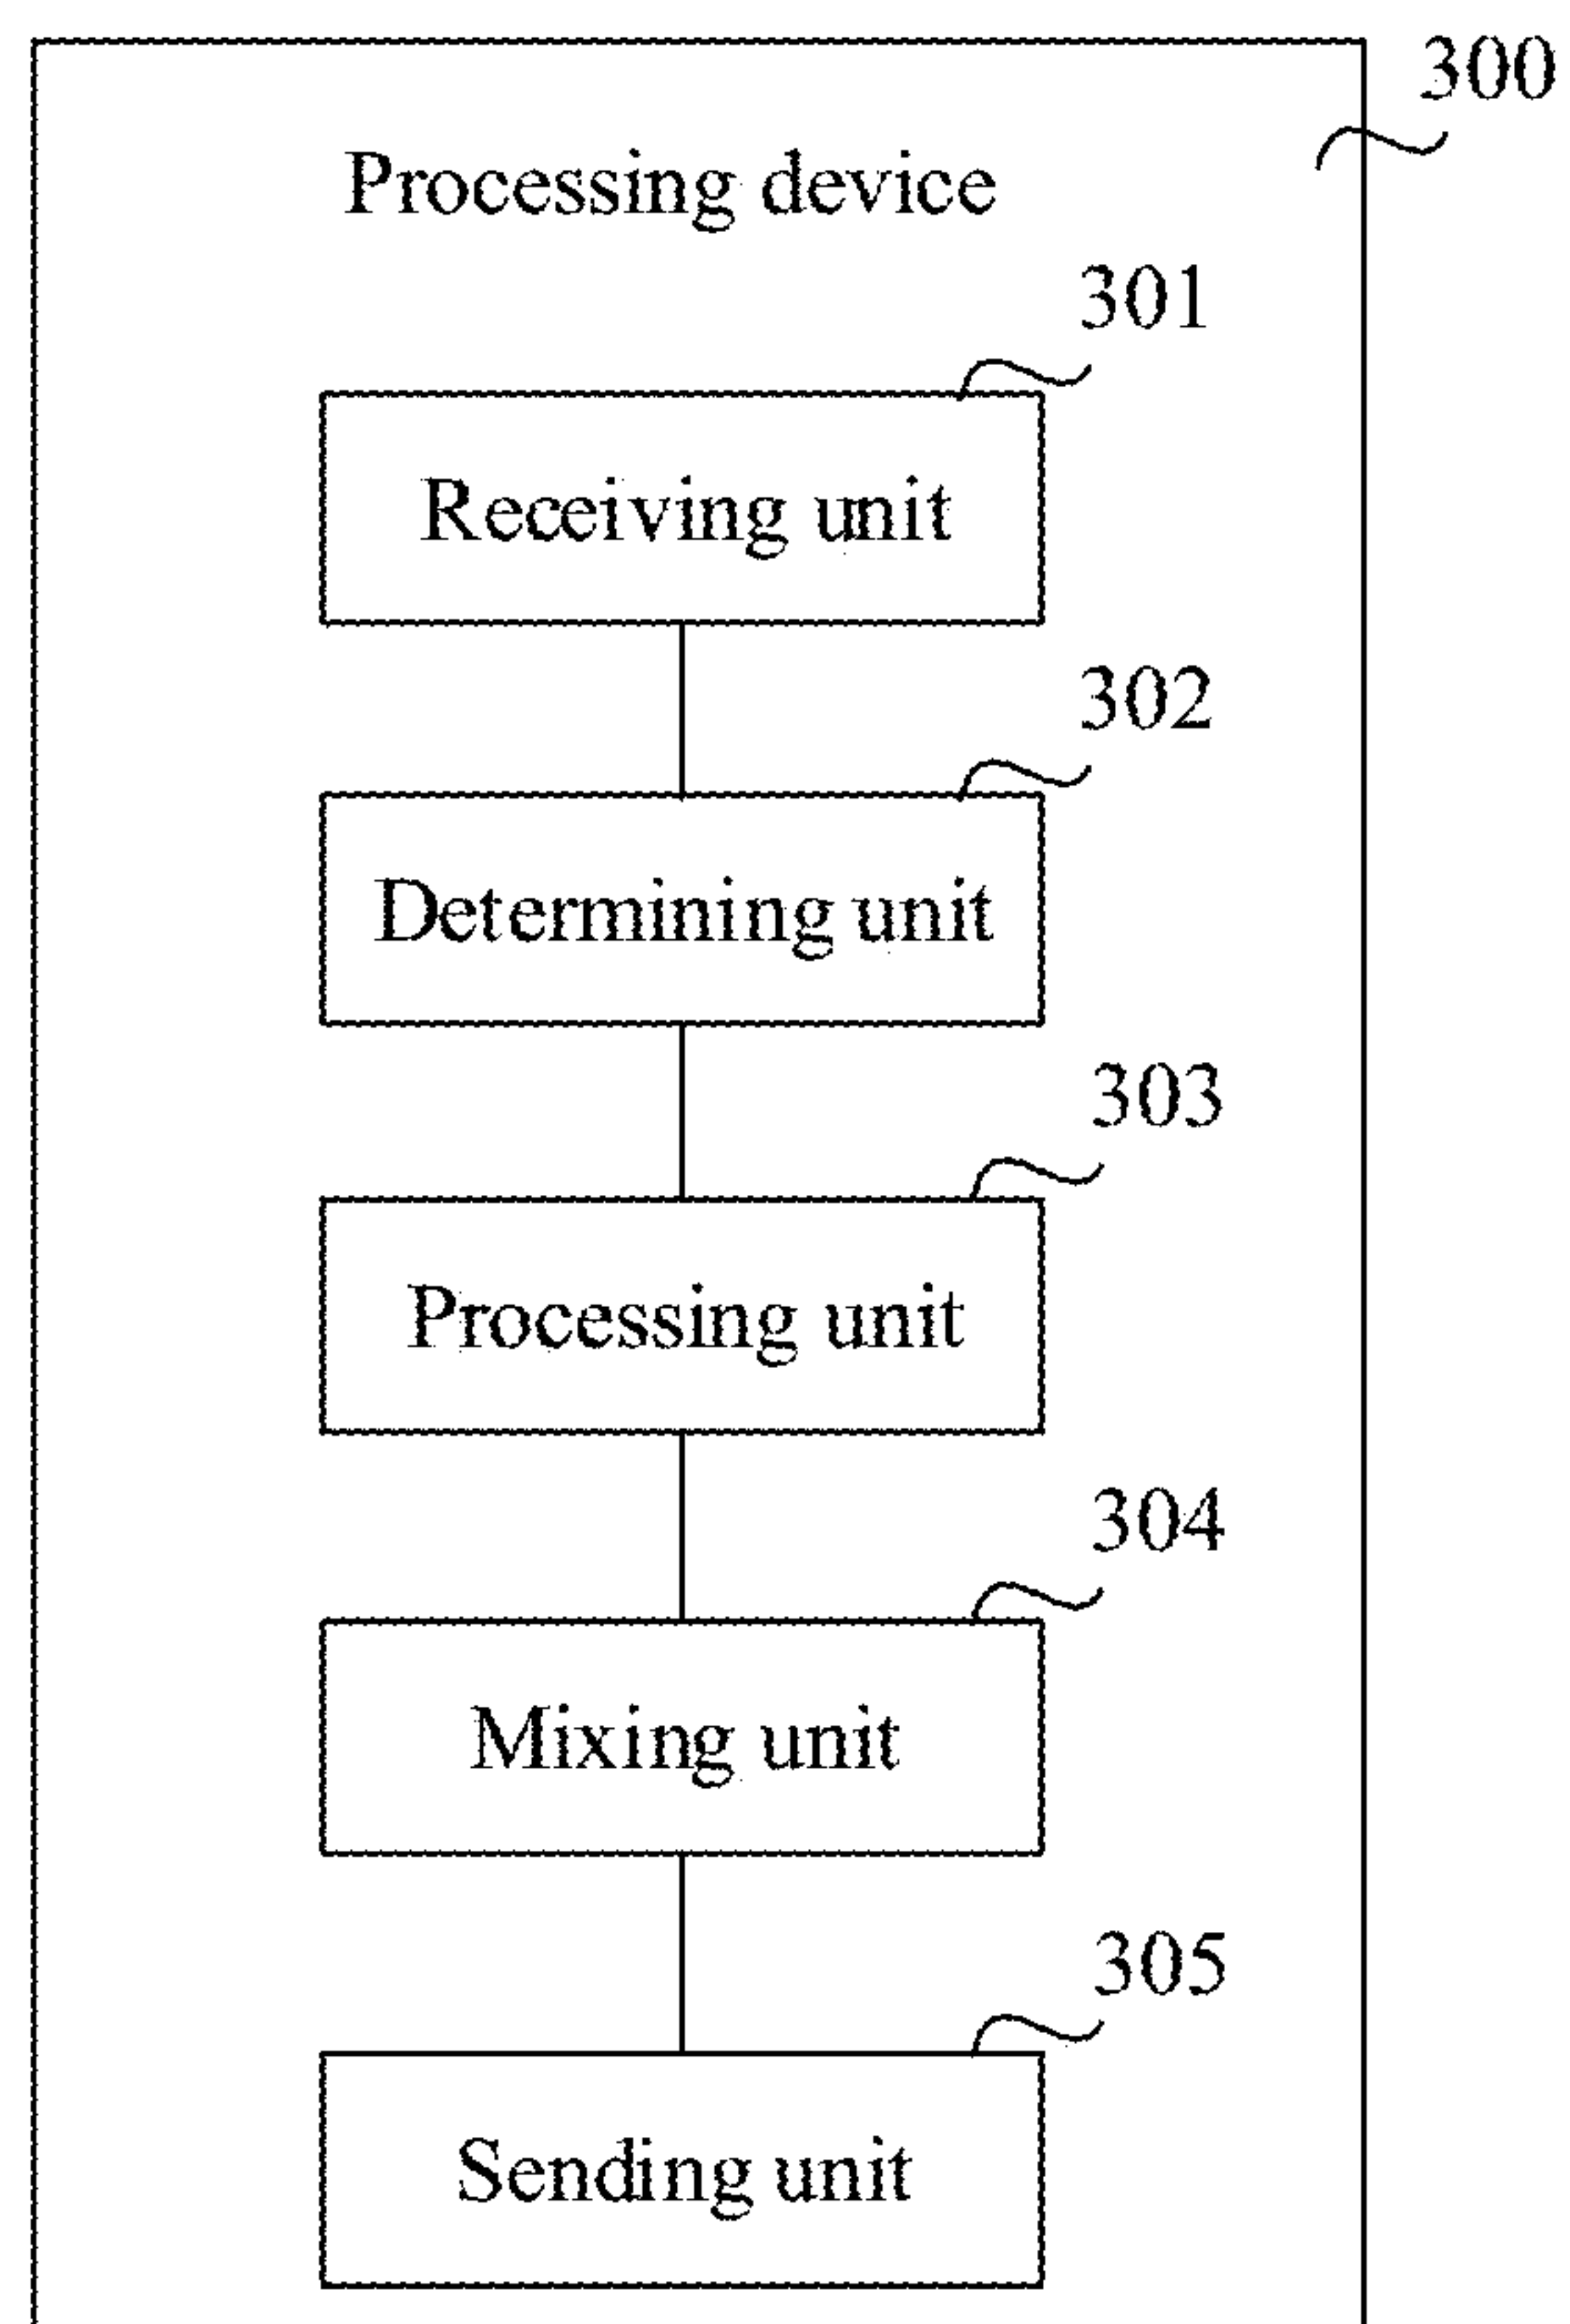 300
Processing device
301
Receiving unit
302
Determining unit
303
Processing unit
304
Mixing unit
305
Sending unit